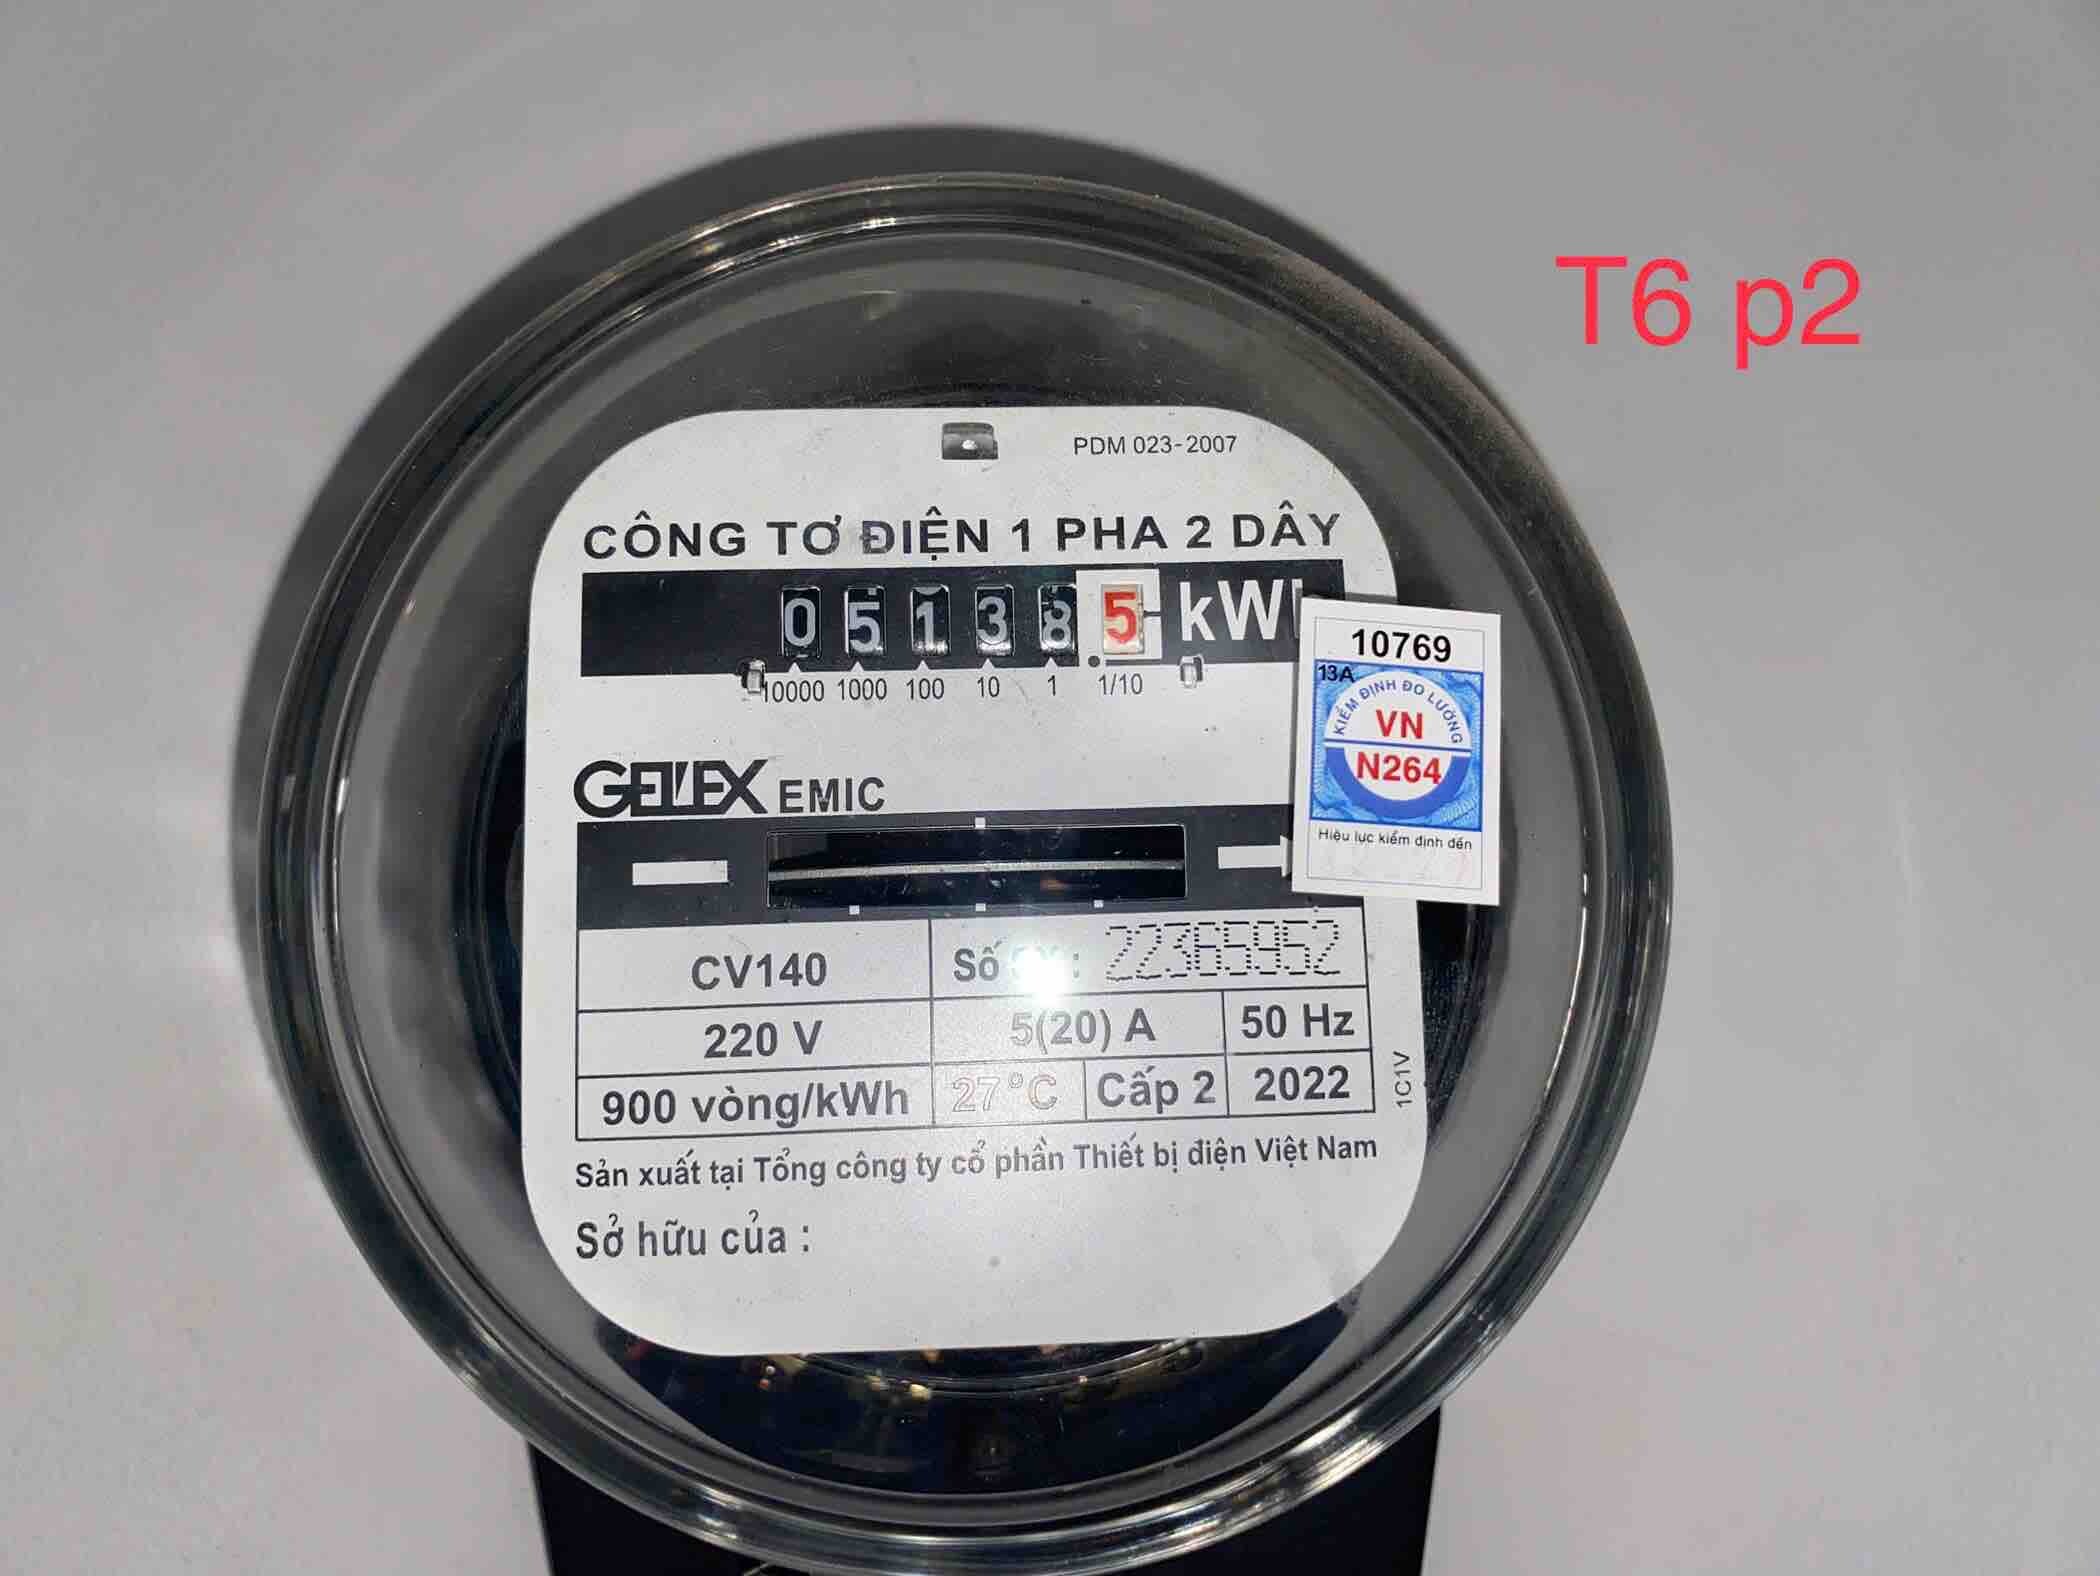 T6 p2
PDM 023-2007
CÔNG TƠ ĐIỆN 1 PHA 2 DÂY
0 5 1 3 8 5 kWh
10000 1000 100 10 1 1/10
10769
13A
KIỂM ĐỊNH ĐO LƯỜNG
VN
N264
Hiệu lực kiểm định đến
GELEX EMIC
CV140 Số : 22365952
220 V 5(20) A 50 Hz
900 vòng/kWh 27°C Cấp 2 2022
1C1V
Sản xuất tại Tổng công ty cổ phần Thiết bị điện Việt Nam
Sở hữu của :